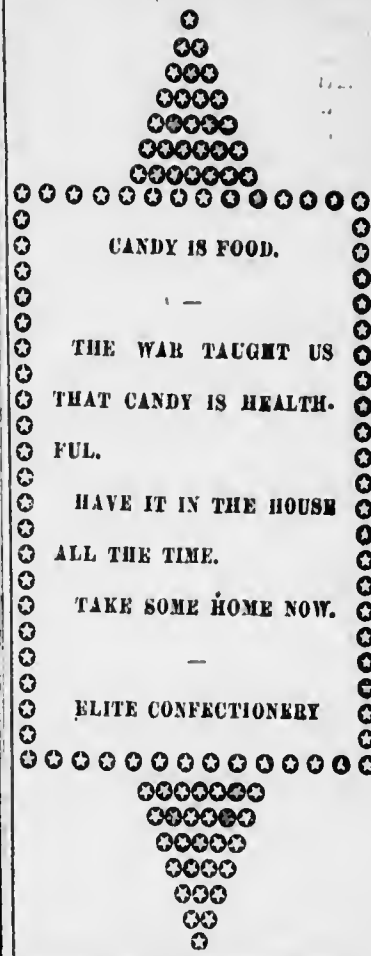 CANDY IS FOOD.
THE WAR TAUGHT US
THAT CANDY IS HEALTH-
FUL.
HAVE IT IN THE HOUSE
ALL THE TIME.
TAKE SOME HOME NOW.
ELITE CONFECTIONERY